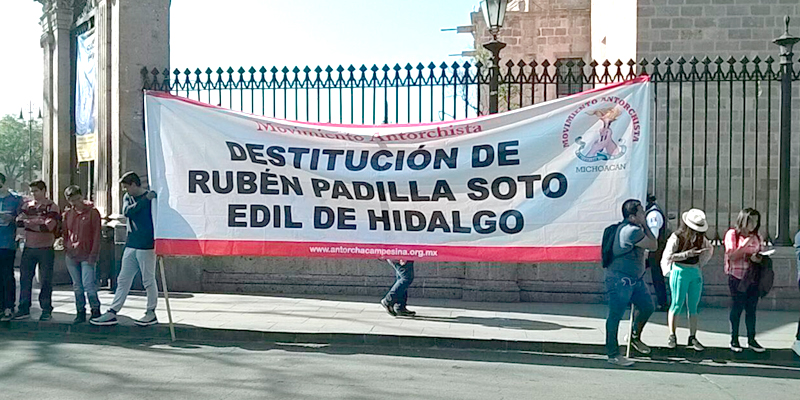 Movimiento Antorchista
DESTITUCIÓN DE
RUBÉN PADILLA SOTO
EDIL DE HIDALGO
www.antorchacampesina.org.mx
MOVIMIENTO ANTORCHISTA
MICHOACÁN